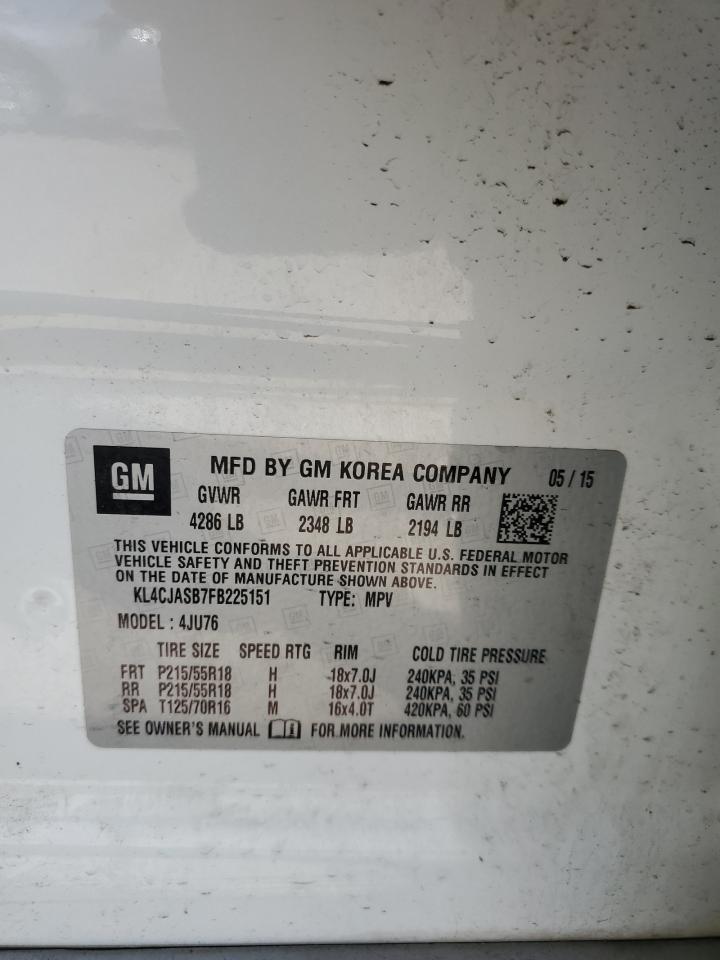 GM MFD BY GM KOREA COMPANY 05 / 15
GVWR GAWR FRT GAWR RR
4286 LB 2348 LB 2194 LB
THIS VEHICLE CONFORMS TO ALL APPLICABLE U.S. FEDERAL MOTOR
VEHICLE SAFETY AND THEFT PREVENTION STANDARDS IN EFFECT
ON THE DATE OF MANUFACTURE SHOWN ABOVE.
KL4CJASB7FB225151 TYPE: MPV
MODEL : 4JU76
TIRE SIZE SPEED RTG RIM COLD TIRE PRESSURE
FRT P215/55R18 H 18x7.0J 240KPA, 35 PSI
RR P215/55R18 H 18x7.0J 240KPA, 35 PSI
SPA T125/70R16 M 16x4.0T 420KPA, 60 PSI
SEE OWNER'S MANUAL FOR MORE INFORMATION.